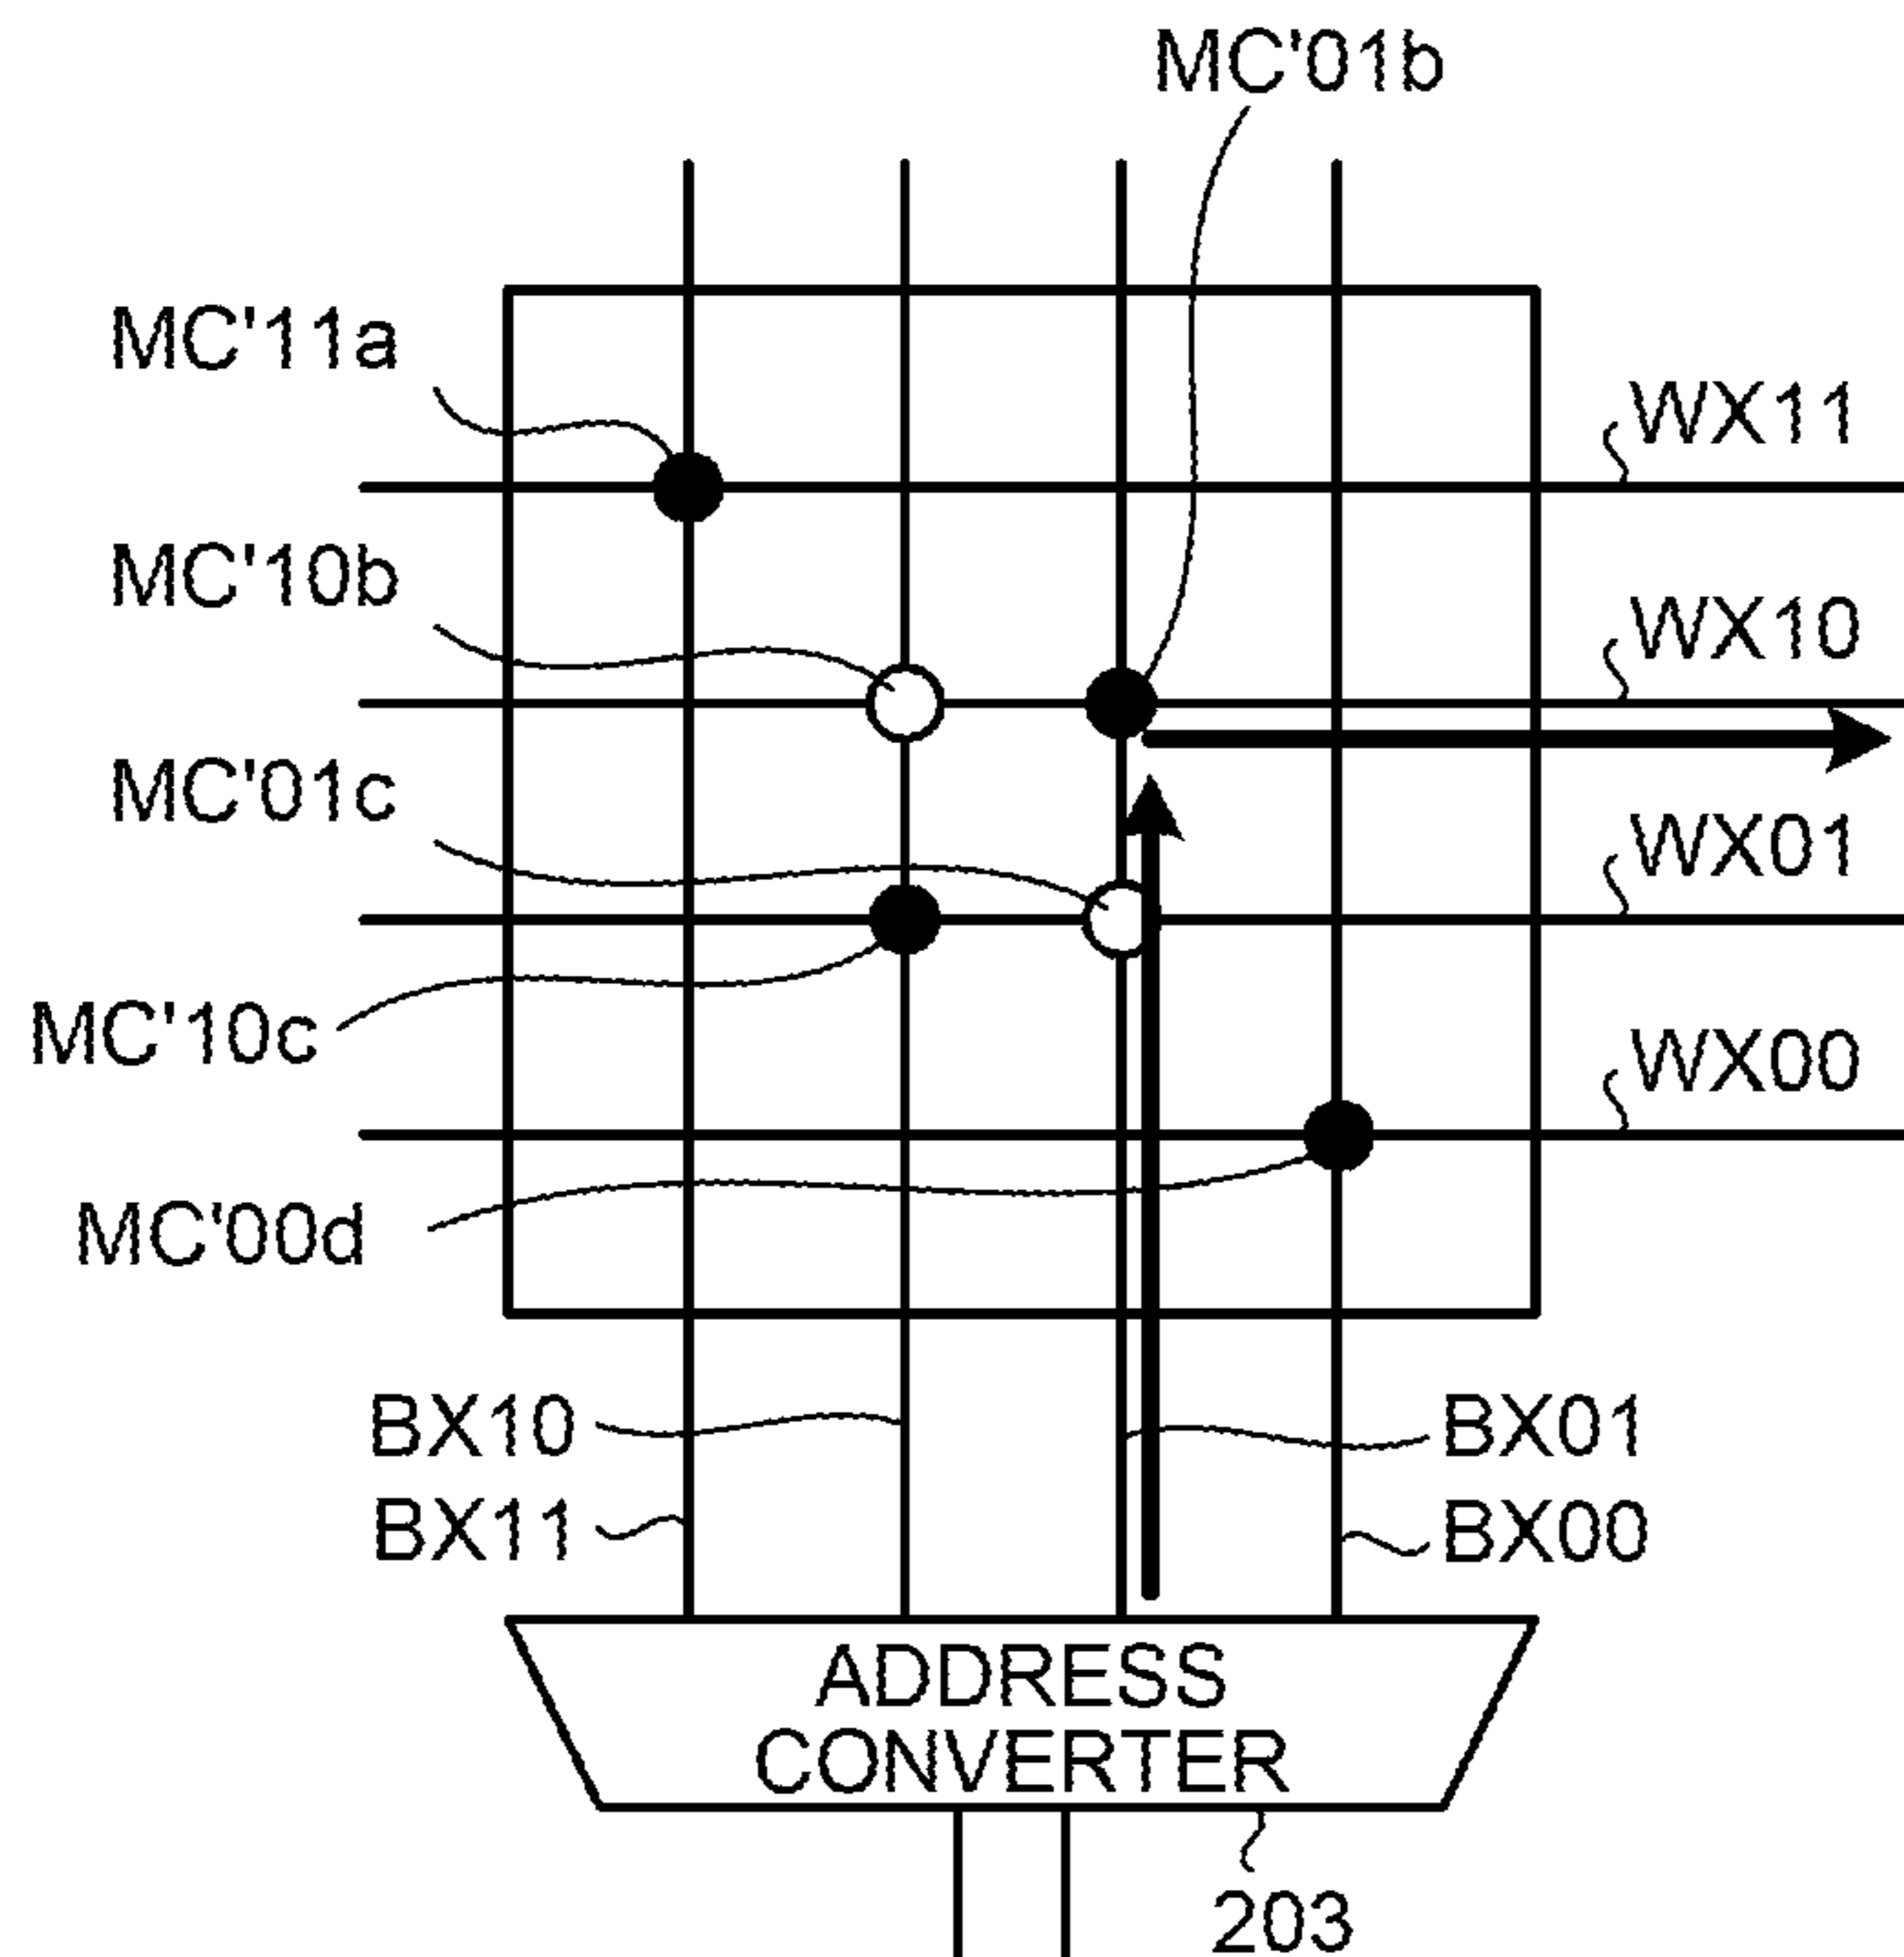 MC'01b
MC'11a
WX11
MC'10b
WX10
MC'01c
WX01
MC'10c
WX00
MC'00d
BX10
BX01
BX11
BX00
ADDRESS
CONVERTER
203